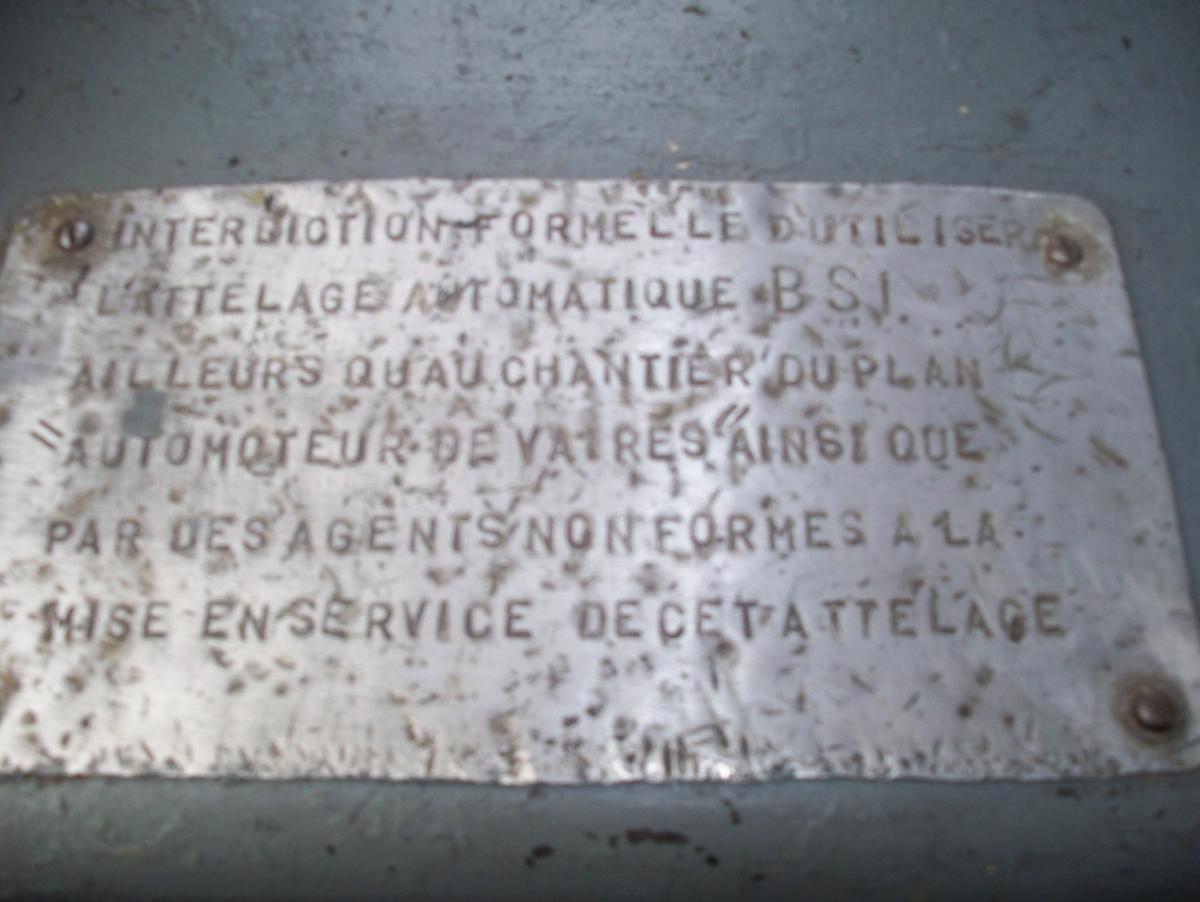 INTERDICTION FORMELLE D'UTILISER
L'ATTELAGE AUTOMATIQUE BSI
AILLEURS QU'AU CHANTIER DU PLAN
"AUTOMOTEUR DE VAIRES" AINSI QUE
PAR DES AGENTS NON FORMES A LA
MISE EN SERVICE DE CET ATTELAGE